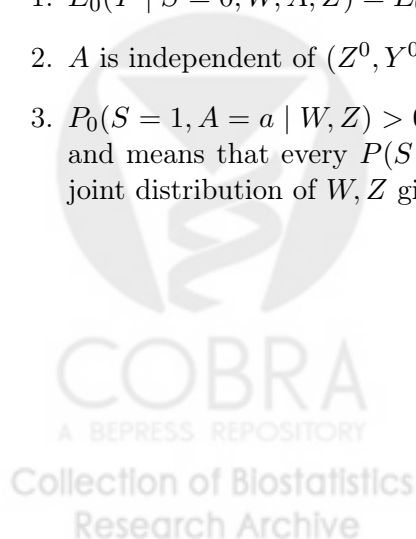 1. E₀(Y | S = 0, W, A, Z) = E
2. A is independent of (Z⁰, Y⁰
3. P₀(S = 1, A = a | W, Z) >
and means that every P(S
joint distribution of W, Z gi
COBRA
A BEPRESS REPOSITORY
Collection of Biostatistics
Research Archive